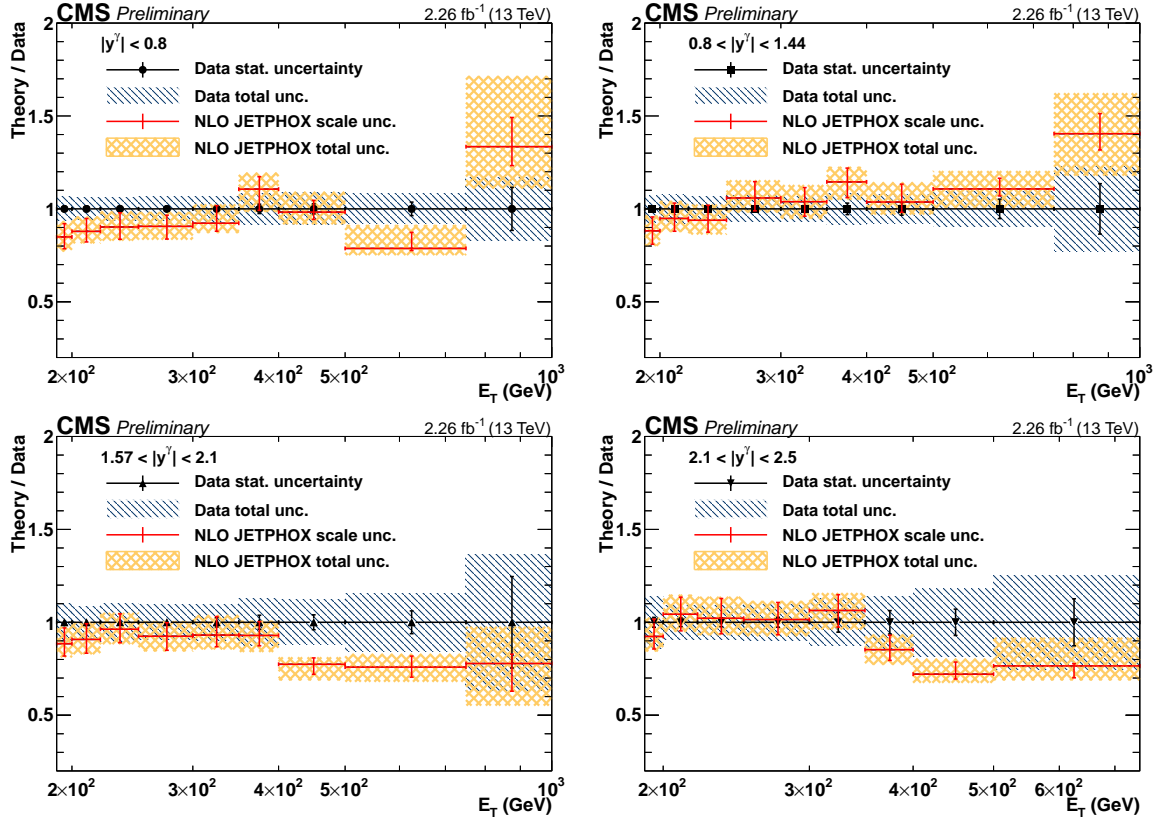 CMS Preliminary 2.26 fb⁻¹ (13 TeV)
Theory / Data
|y^γ| < 0.8
Data stat. uncertainty
Data total unc.
NLO JETPHOX scale unc.
NLO JETPHOX total unc.
2
1.5
1
0.5
2×10² 3×10² 4×10² 5×10² 10³
E_T (GeV)
CMS Preliminary 2.26 fb⁻¹ (13 TeV)
Theory / Data
0.8 < |y^γ| < 1.44
Data stat. uncertainty
Data total unc.
NLO JETPHOX scale unc.
NLO JETPHOX total unc.
2
1.5
1
0.5
2×10² 3×10² 4×10² 5×10² 10³
E_T (GeV)
CMS Preliminary 2.26 fb⁻¹ (13 TeV)
Theory / Data
1.57 < |y^γ| < 2.1
Data stat. uncertainty
Data total unc.
NLO JETPHOX scale unc.
NLO JETPHOX total unc.
2
1.5
1
0.5
2×10² 3×10² 4×10² 5×10² 10³
E_T (GeV)
CMS Preliminary 2.26 fb⁻¹ (13 TeV)
Theory / Data
2.1 < |y^γ| < 2.5
Data stat. uncertainty
Data total unc.
NLO JETPHOX scale unc.
NLO JETPHOX total unc.
2
1.5
1
0.5
2×10² 3×10² 4×10² 5×10² 6×10²
E_T (GeV)